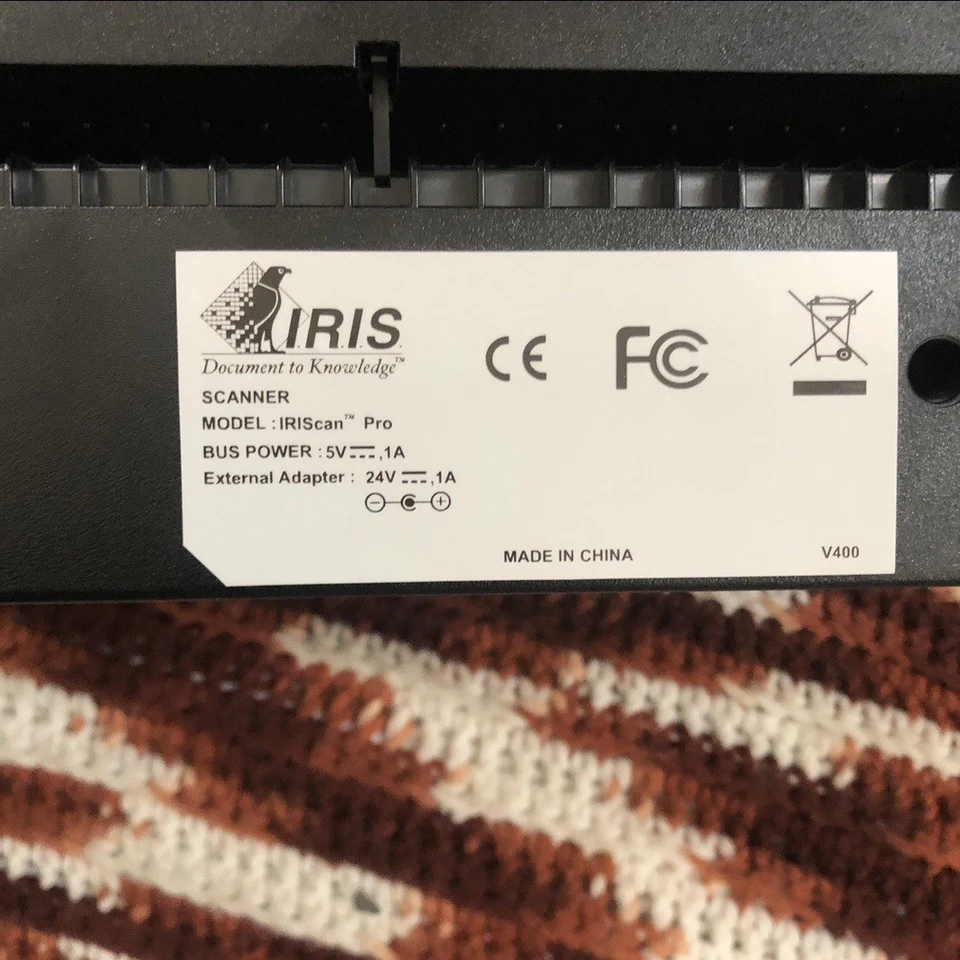 I.R.I.S.
Document to Knowledge™
SCANNER
MODEL : IRIScan™ Pro
BUS POWER : 5V⎓,1A
External Adapter : 24V⎓,1A
CE FC
MADE IN CHINA
V400